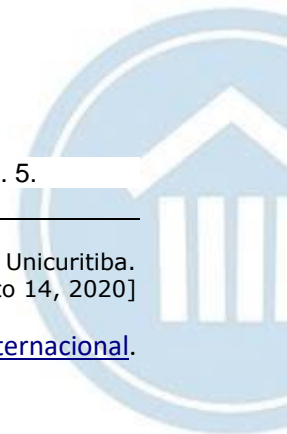 . 5.
Unicuritiba.
to 14, 2020]
ternacional.